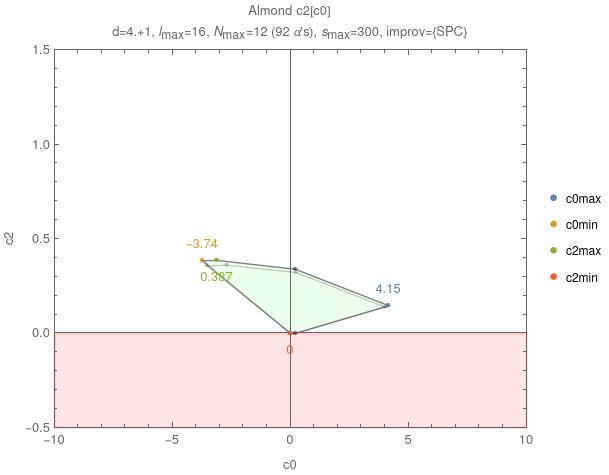 Almond c2[c0]
d=4.+1, lmax=16, Nmax=12 (92 α's), smax=300, improv={SPC}
1.5
1.0
0.5
0.0
−0.5
c2
−3.74
0.387
4.15
0
−10
−5
0
5
10
c0
c0max
c0min
c2max
c2min